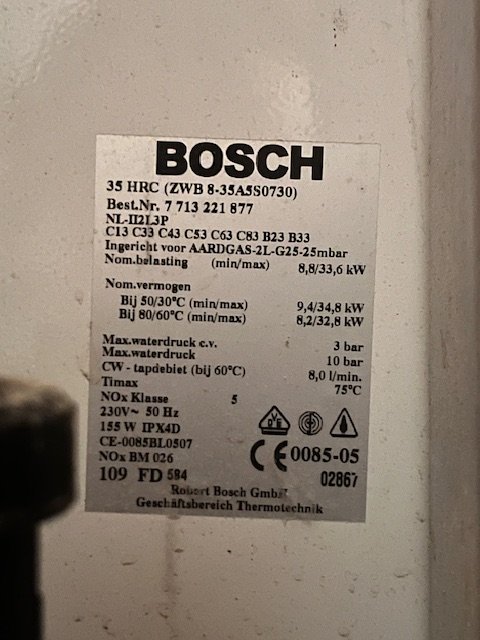 BOSCH
35 HRC (ZWB 8-35A5S0730)
Best.Nr. 7 713 221 877
NL-II2L3P
C13 C33 C43 C53 C63 C83 B23 B33
Ingericht voor AARDGAS-2L-G25-25mbar
Nom.belasting (min/max) 8,8/33,6 kW
Nom.vermogen
Bij 50/30°C (min/max) 9,4/34,8 kW
Bij 80/60°C (min/max) 8,2/32,8 kW
Max.waterdruk c.v. 3 bar
Max.waterdruck 10 bar
CW - tapdebiet (bij 60°C) 8,0 l/min.
Timax 75°C
NOx Klasse 5
230V~ 50 Hz
155 W IPX4D
CE-0085BL0507
NOx BM 026
DVE
CE 0085-05
109 FD 584 02867
Robert Bosch GmbH
Geschäftsbereich Thermotechnik